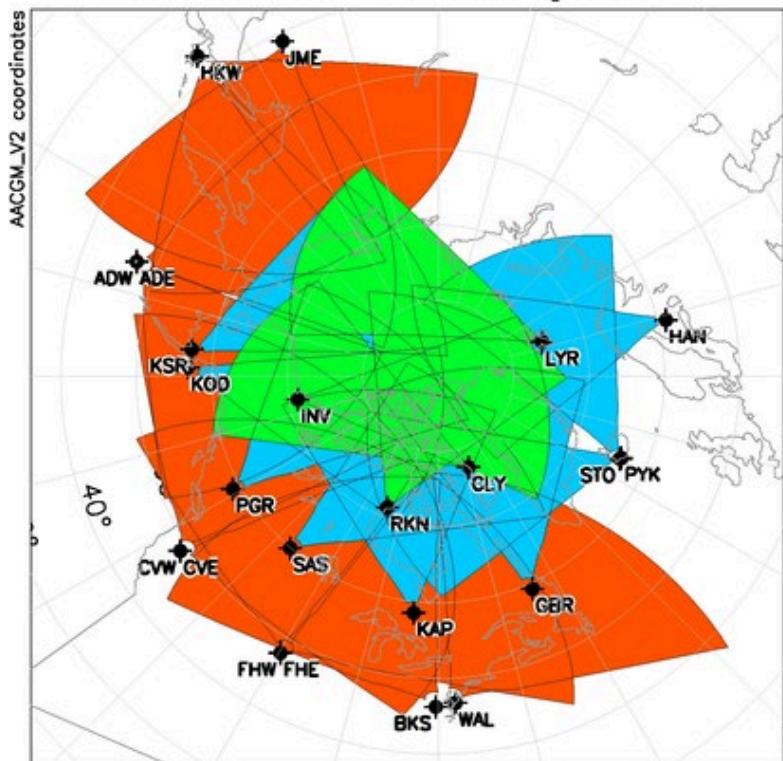 AACGM_V2 coordinates
HKW
JME
ADW ADE
KSR
KOD
LYR
HAN
INV
STO PYK
CLY
PGR
RKN
40°
SAS
CVW CVE
GBR
KAP
FHW FHE
BKS
WAL